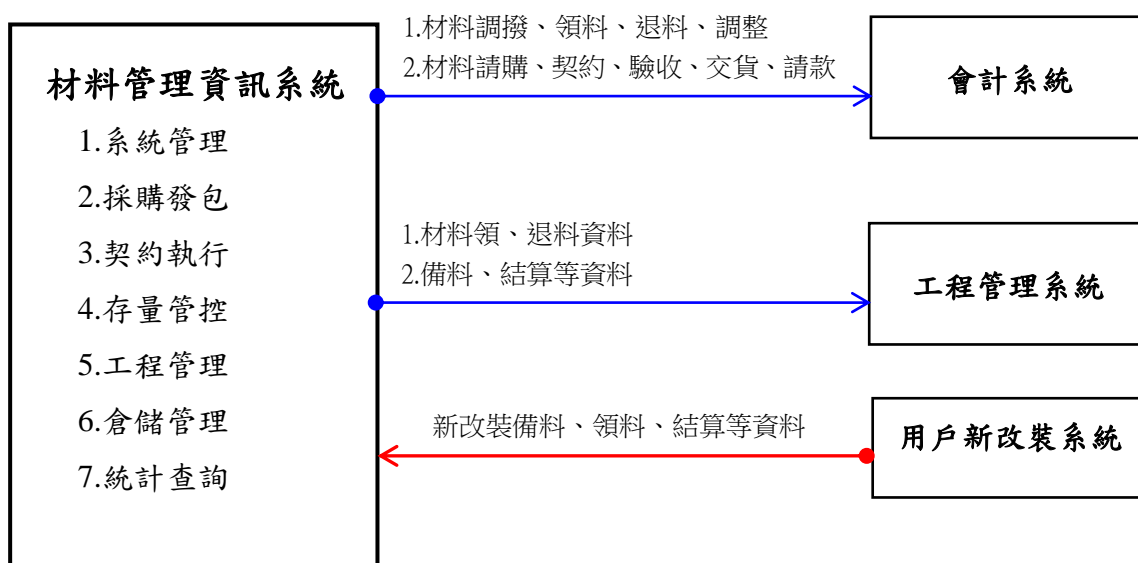 材料管理資訊系統
1.系統管理
2.採購發包
3.契約執行
4.存量管控
5.工程管理
6.倉儲管理
7.統計查詢
1.材料調撥、領料、退料、調整
2.材料請購、契約、驗收、交貨、請款
會計系統
1.材料領、退料資料
2.備料、結算等資料
工程管理系統
新改裝備料、領料、結算等資料
用戶新改裝系統